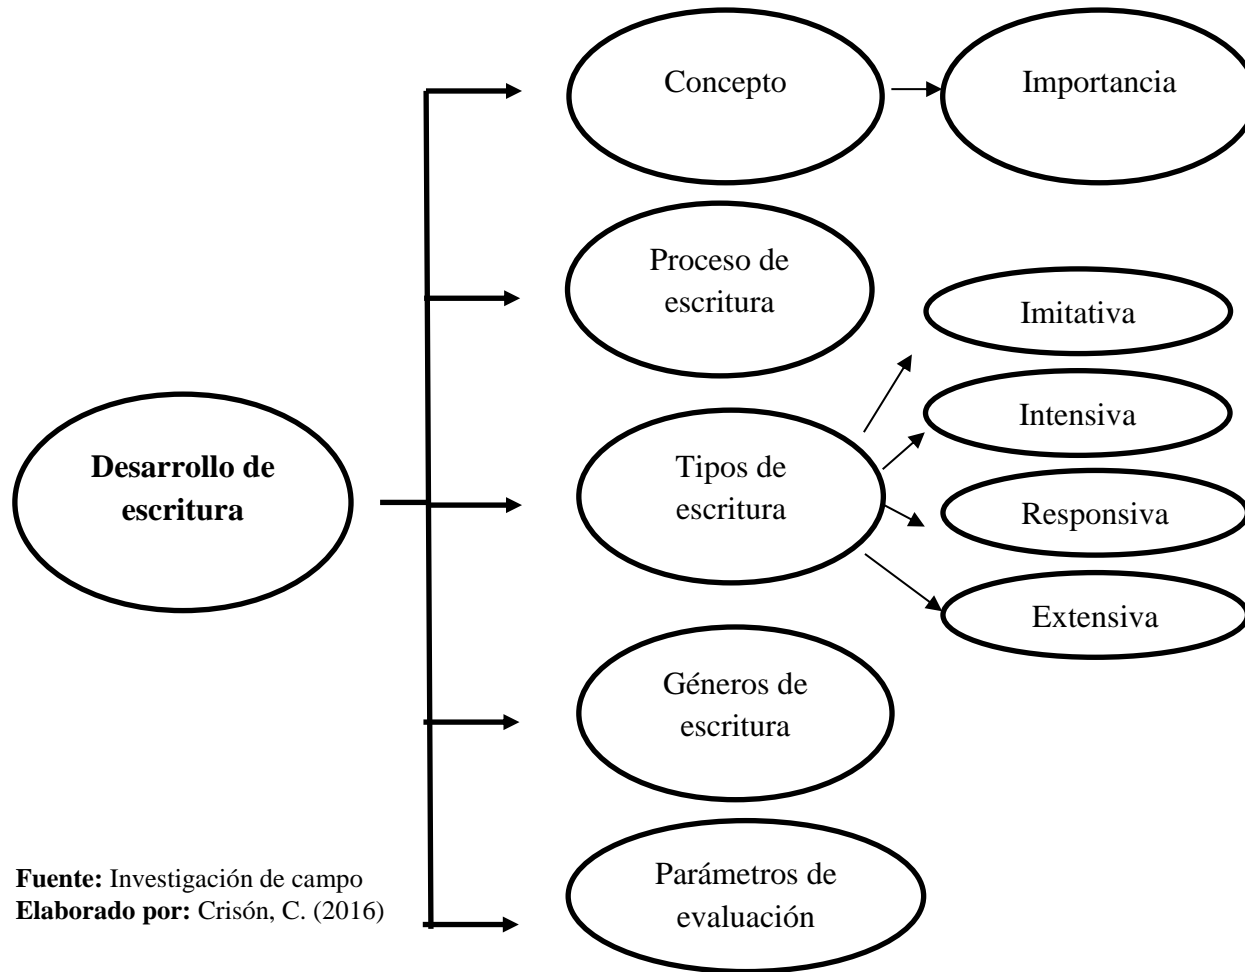 Desarrollo de
escritura
Concepto
Importancia
Proceso de
escritura
Tipos de
escritura
Imitativa
Intensiva
Responsiva
Extensiva
Géneros de
escritura
Parámetros de
evaluación
Fuente: Investigación de campo
Elaborado por: Crisón, C. (2016)